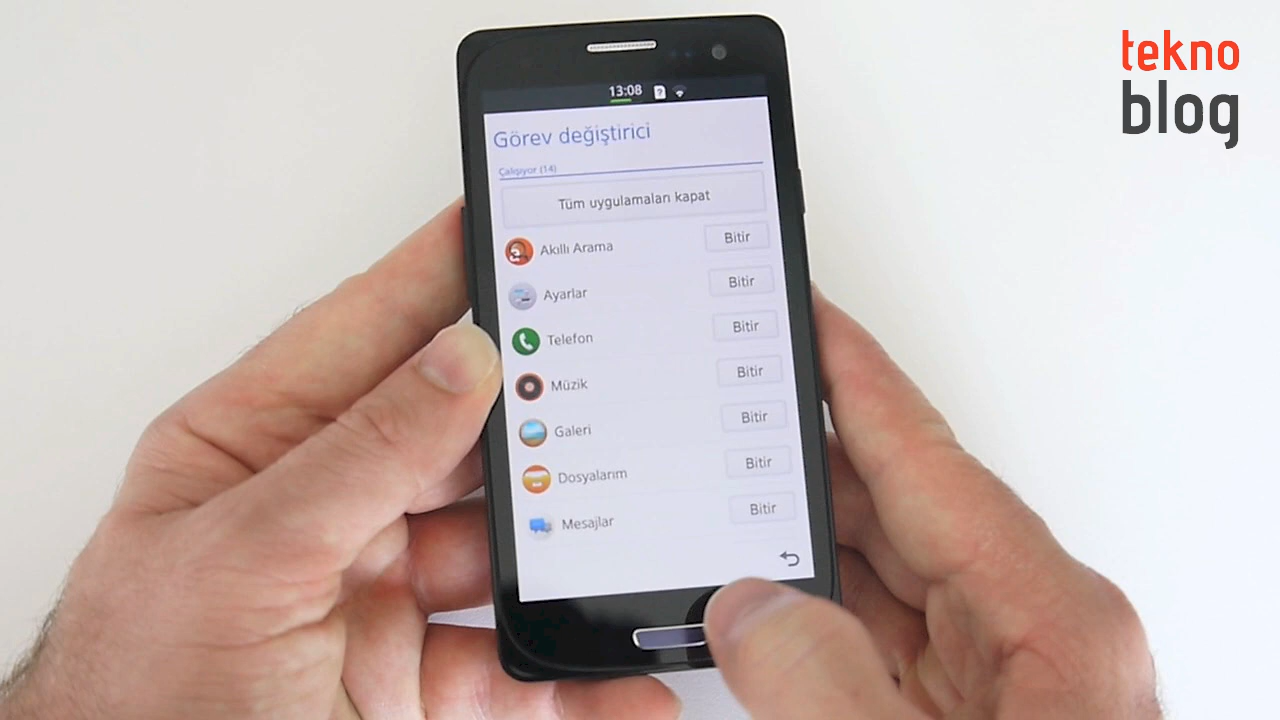 tekno
blog
13:08
Görev değiştirici
Çalışıyor (14)
Tüm uygulamaları kapat
Akıllı Arama
Bitir
Ayarlar
Bitir
Telefon
Bitir
Müzik
Bitir
Galeri
Bitir
Dosyalarım
Bitir
Mesajlar
Bitir